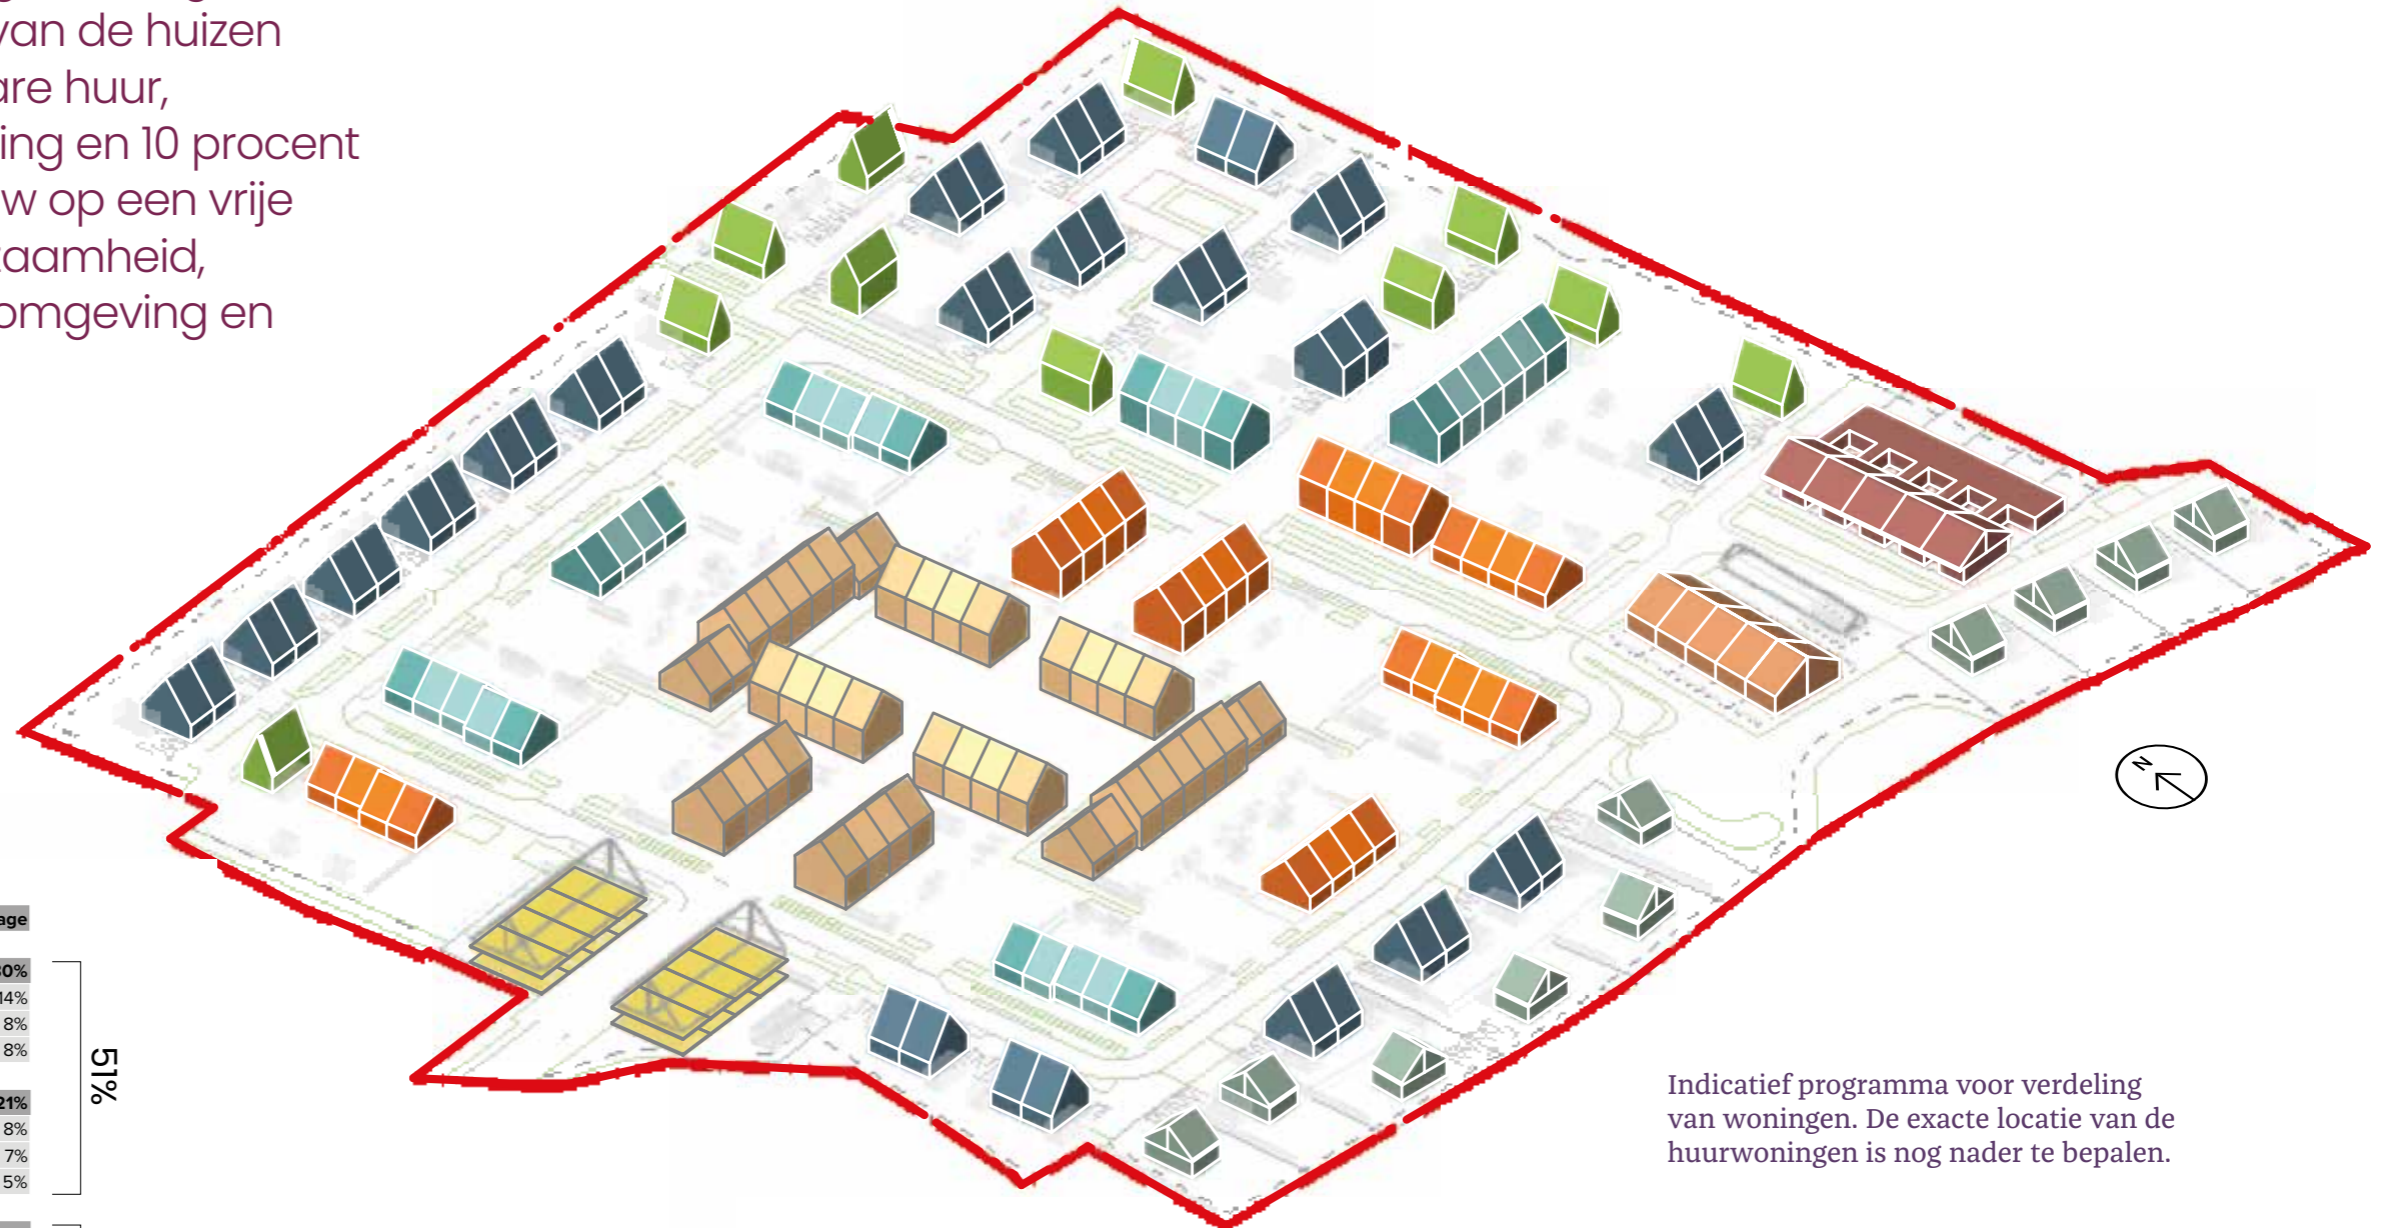 van de huizen
are huur,
ing en 10 procent
w op een vrije
zaamheid,
omgeving en
age
30%
14%
8%
8%
51%
21%
8%
7%
5%
N
Indicatief programma voor verdeling
van woningen. De exacte locatie van de
huurwoningen is nog nader te bepalen.